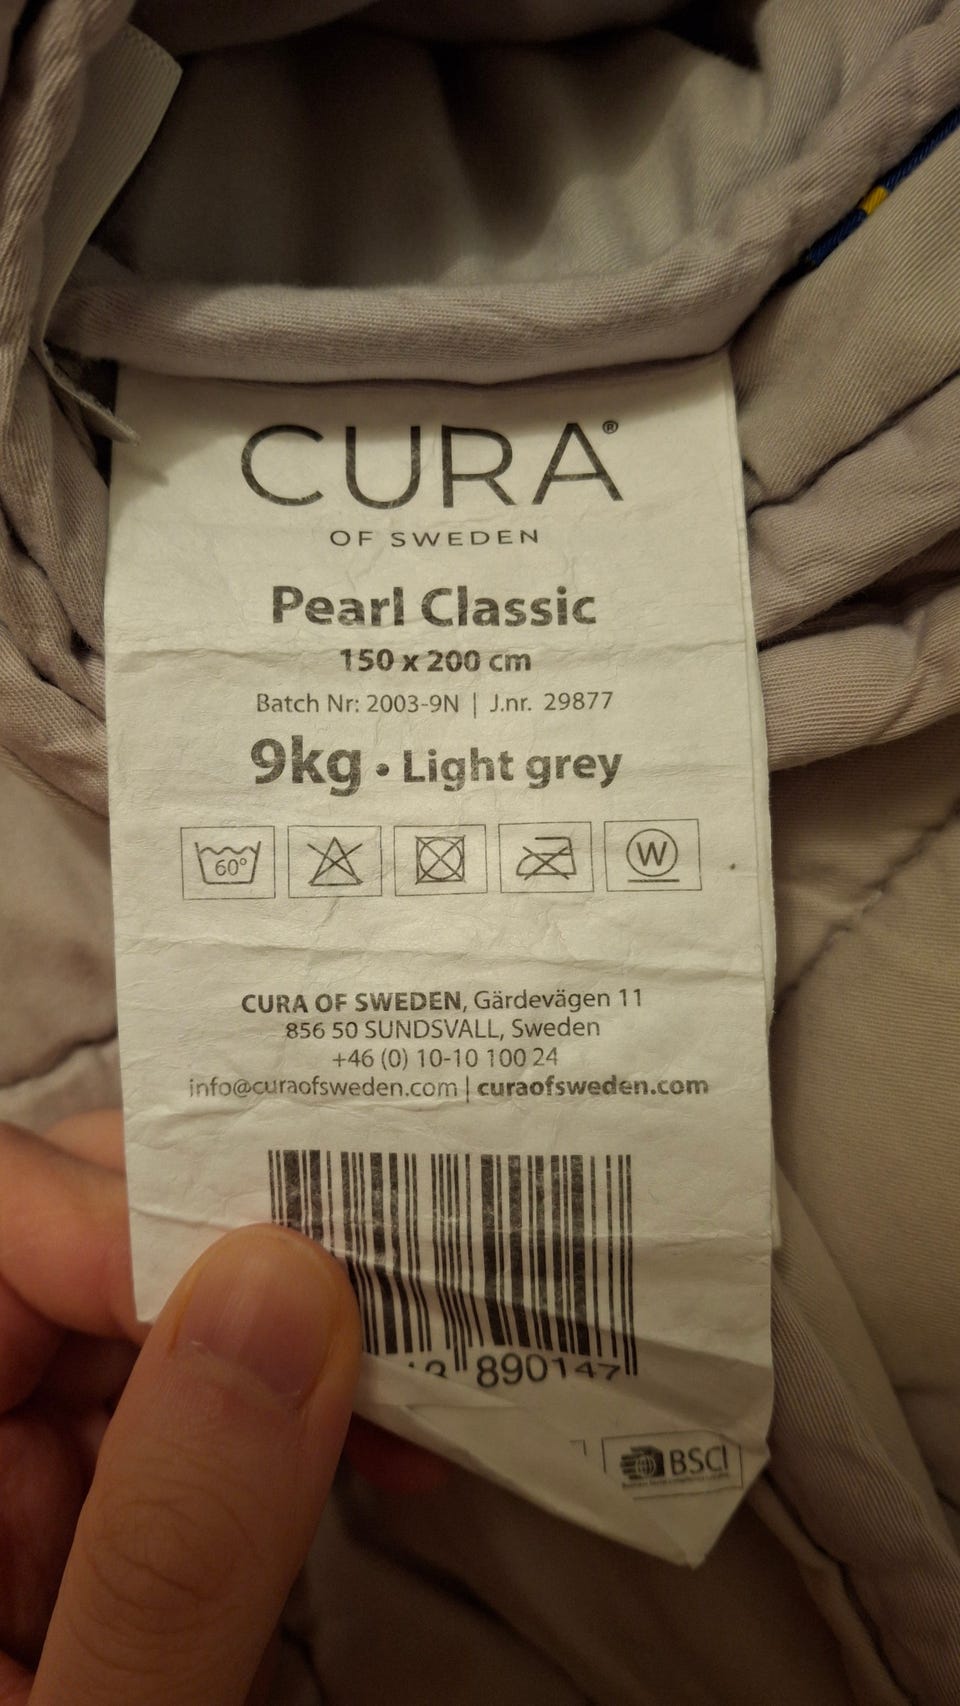 CURA®
OF SWEDEN
Pearl Classic
150 x 200 cm
Batch Nr: 2003-9N | J.nr. 29877
9kg • Light grey
60°
W
CURA OF SWEDEN, Gärdevägen 11
856 50 SUNDSVALL, Sweden
+46 (0) 10-10 100 24
info@curaofsweden.com | curaofsweden.com
890147
BSCI